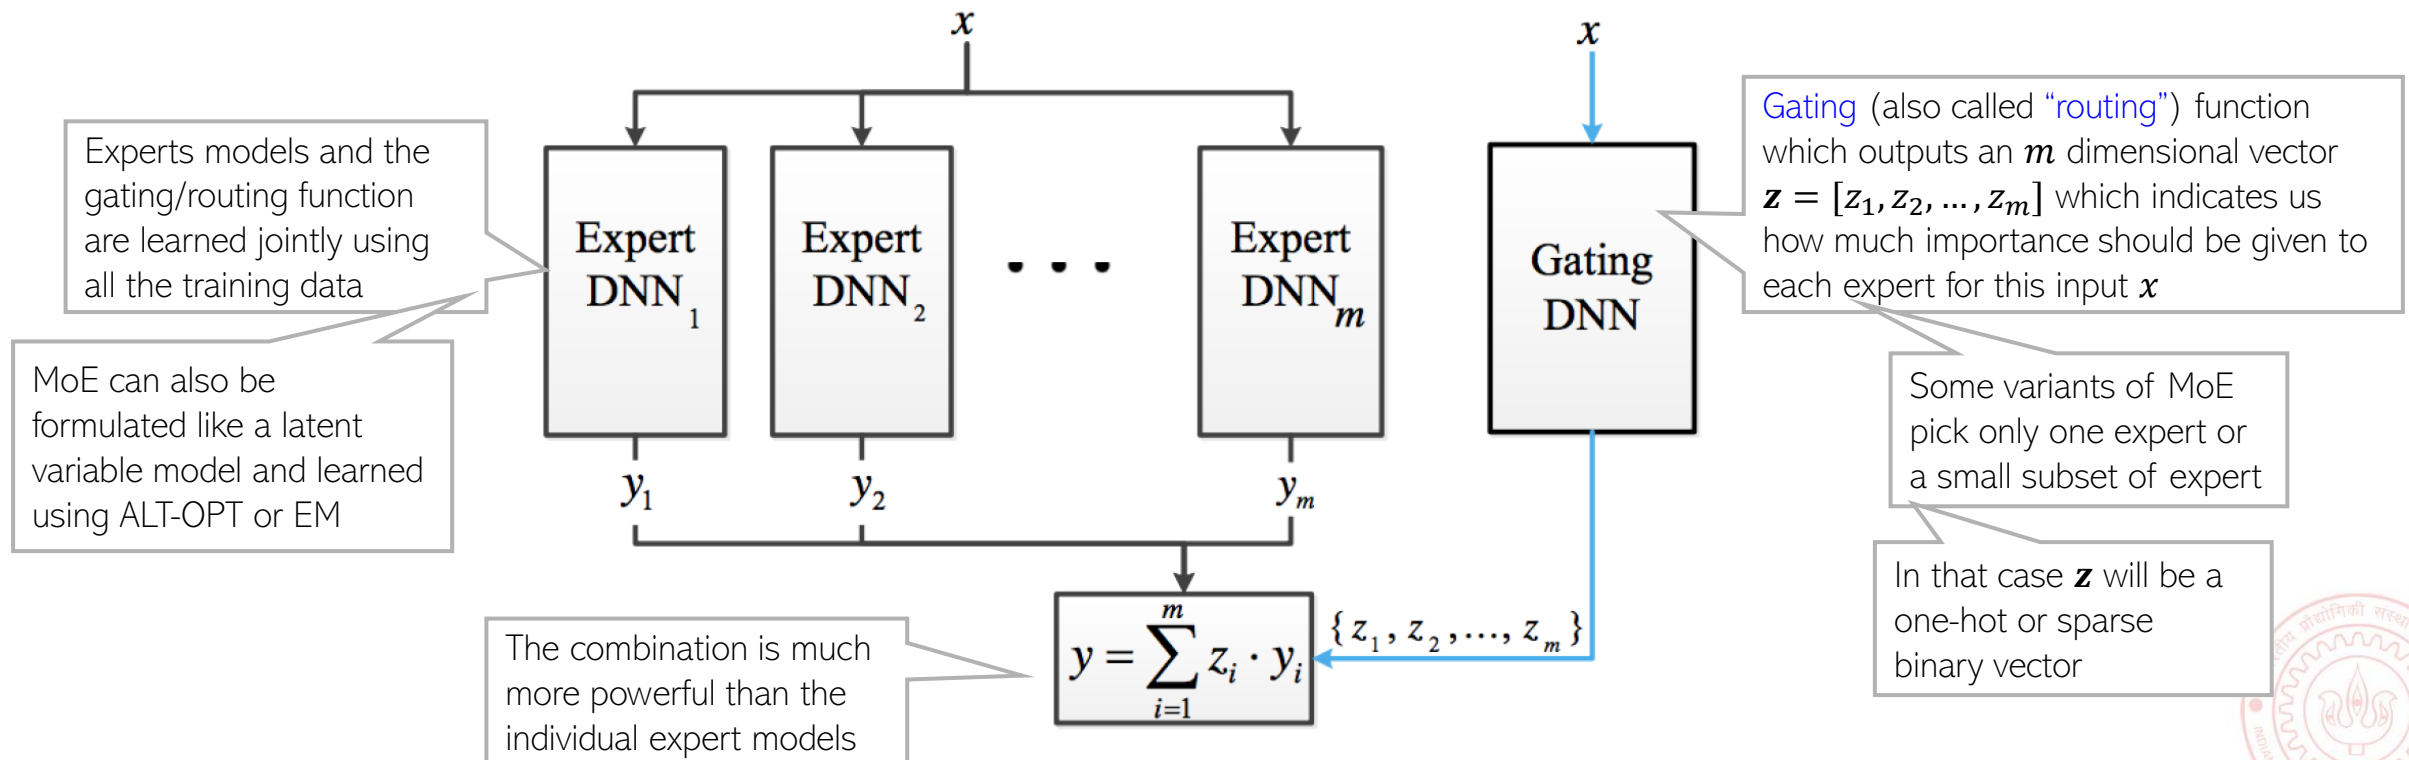 x
x
Experts models and the
gating/routing function
are learned jointly using
all the training data
MoE can also be
formulated like a latent
variable model and learned
using ALT-OPT or EM
Expert
DNN₁
Expert
DNN₂
• • •
Expert
DNNₘ
Gating
DNN
Gating (also called “routing”) function
which outputs an m dimensional vector
z = [z₁, z₂, ..., zₘ] which indicates us
how much importance should be given to
each expert for this input x
Some variants of MoE
pick only one expert or
a small subset of expert
In that case z will be a
one-hot or sparse
binary vector
y₁
y₂
yₘ
The combination is much
more powerful than the
individual expert models
y = ∑ᵢ₌₁ᵐ zᵢ · yᵢ
{z₁, z₂, ..., zₘ}